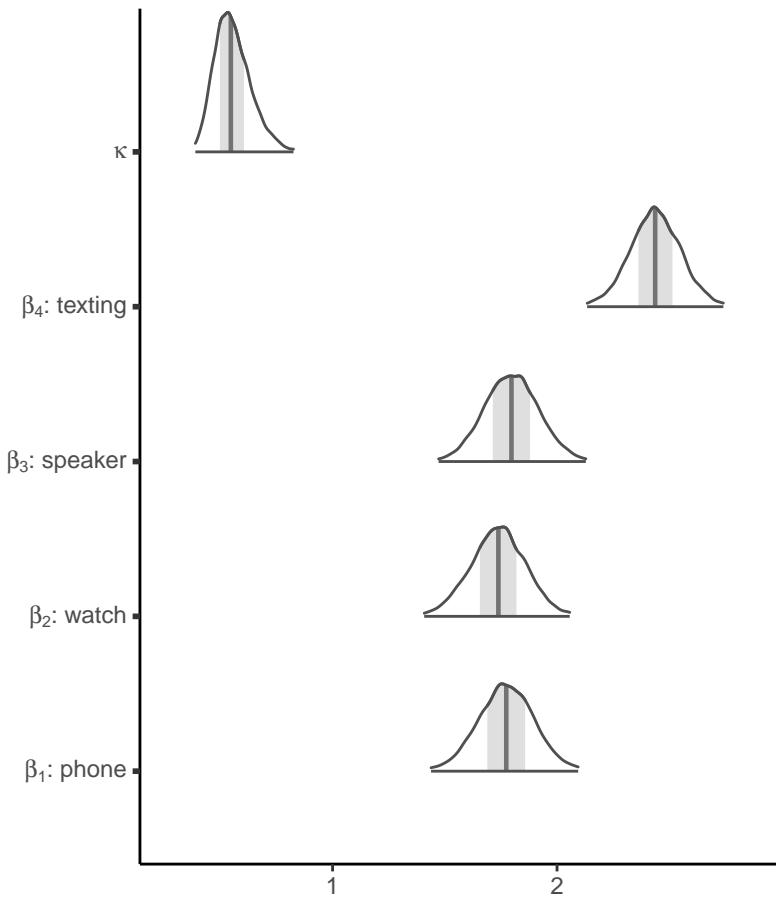 κ
β₄: texting
β₃: speaker
β₂: watch
β₁: phone
1 2